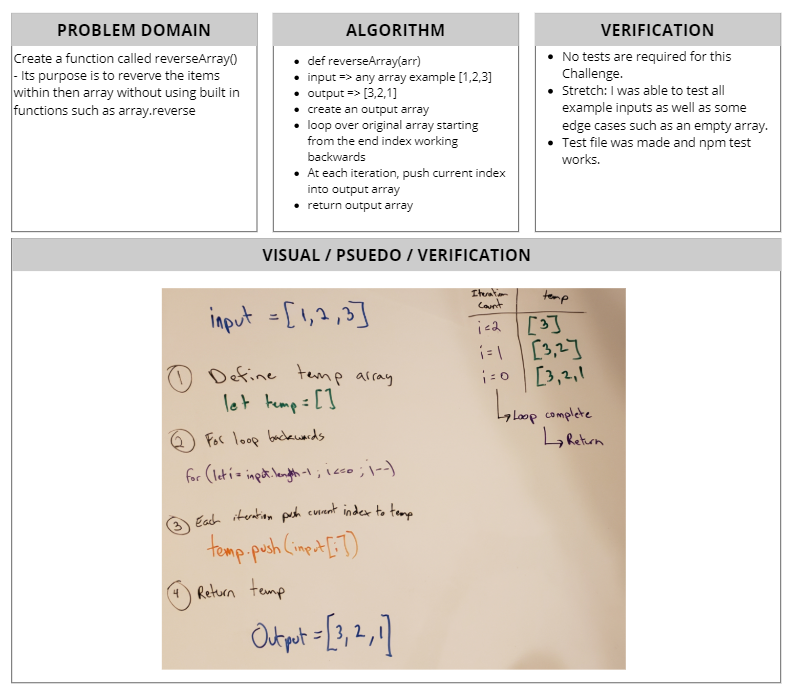 PROBLEM DOMAIN
Create a function called reverseArray()
- Its purpose is to reverve the items
within then array without using built in
functions such as array.reverse
ALGORITHM
• def reverseArray(arr)
• input => any array example [1,2,3]
• output => [3,2,1]
• create an output array
• loop over original array starting
from the end index working
backwards
• At each iteration, push current index
into output array
• return output array
VERIFICATION
• No tests are required for this
Challenge.
• Stretch: I was able to test all
example inputs as well as some
edge cases such as an empty array.
• Test file was made and npm test
works.
VISUAL / PSUEDO / VERIFICATION
input = [1,2,3]
1 Define temp array
let temp = []
2 For loop backwards
for (let i = input.length-1 ; i <= 0 ; i--)
3 Each iteration push current index to temp
temp.push(input[i])
4 Return temp
Output = [3, 2, 1]
Iteration temp
Count
i=2 [3]
i=1 [3,2]
i=0 [3,2,1
Loop complete
Return